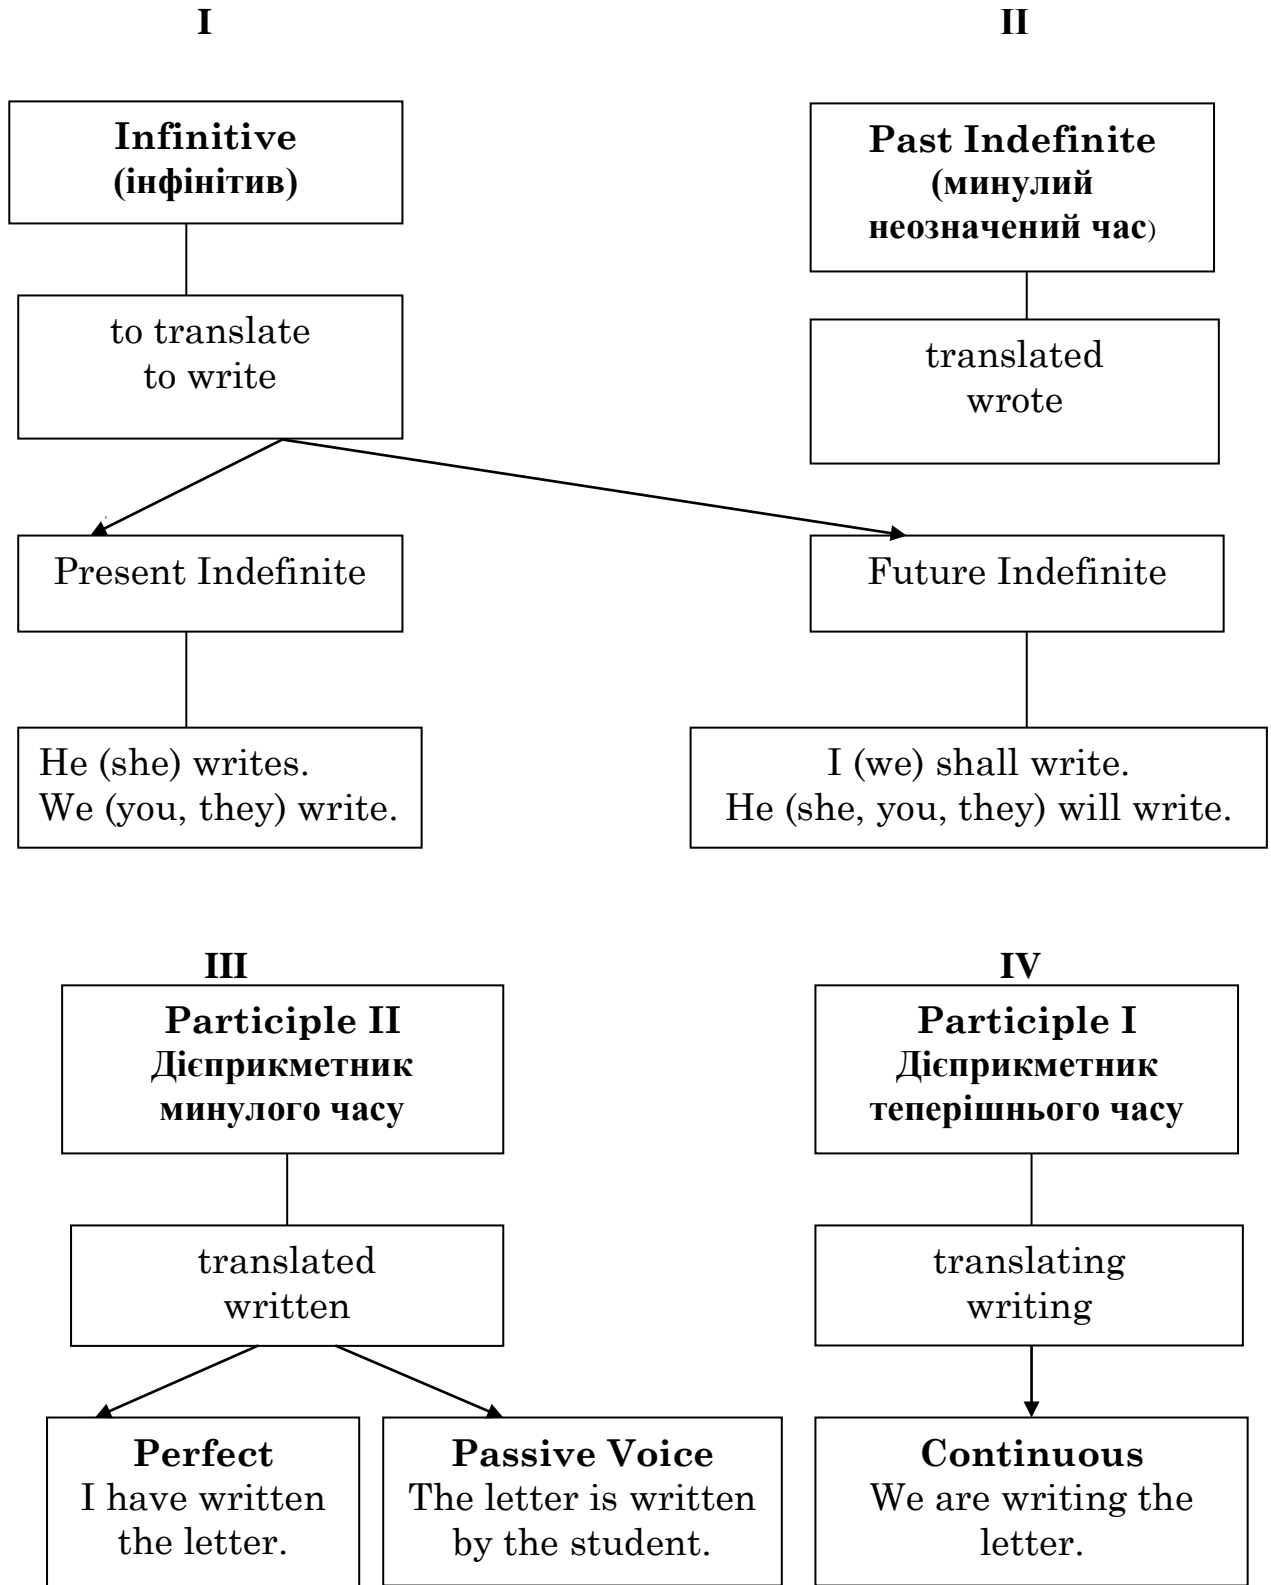 I
II
Infinitive
(інфінітив)
Past Indefinite
(минулий
неозначений час)
to translate
to write
translated
wrote
Present Indefinite
Future Indefinite
He (she) writes.
We (you, they) write.
I (we) shall write.
He (she, you, they) will write.
III
IV
Participle II
Дієприкметник
минулого часу
Participle I
Дієприкметник
теперішнього часу
translated
written
translating
writing
Perfect
I have written
the letter.
Passive Voice
The letter is written
by the student.
Continuous
We are writing the
letter.